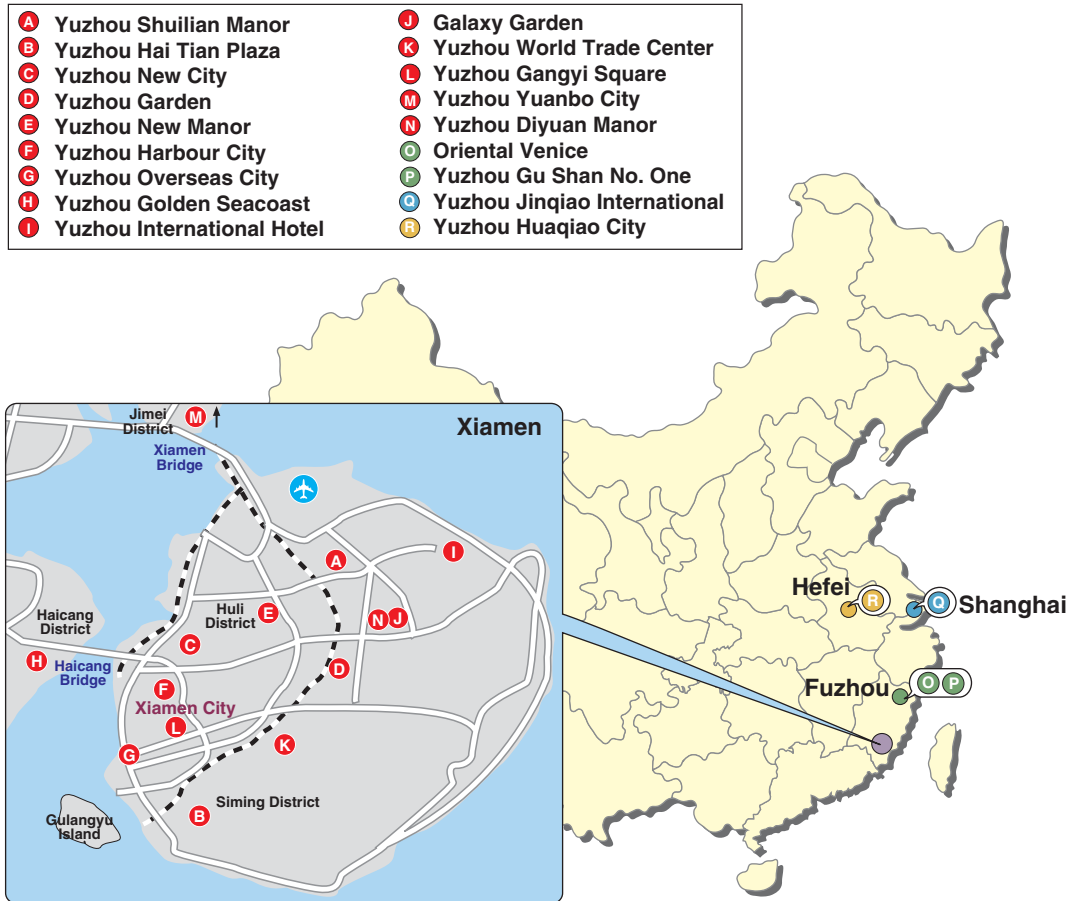 A Yuzhou Shuilian Manor
B Yuzhou Hai Tian Plaza
C Yuzhou New City
D Yuzhou Garden
E Yuzhou New Manor
F Yuzhou Harbour City
G Yuzhou Overseas City
H Yuzhou Golden Seacoast
I Yuzhou International Hotel
J Galaxy Garden
K Yuzhou World Trade Center
L Yuzhou Gangyi Square
M Yuzhou Yuanbo City
N Yuzhou Diyuan Manor
O Oriental Venice
P Yuzhou Gu Shan No. One
Q Yuzhou Jinqiao International
R Yuzhou Huaqiao City
Jimei
District
M
Xiamen
Xiamen
Bridge
I
A
Huli
District
E
N
J
Haicang
District
C
H
Haicang
Bridge
D
F
Xiamen City
L
G
K
B
Siming District
Gulangyu
Island
Hefei
R
Q
Shanghai
Fuzhou
O
P